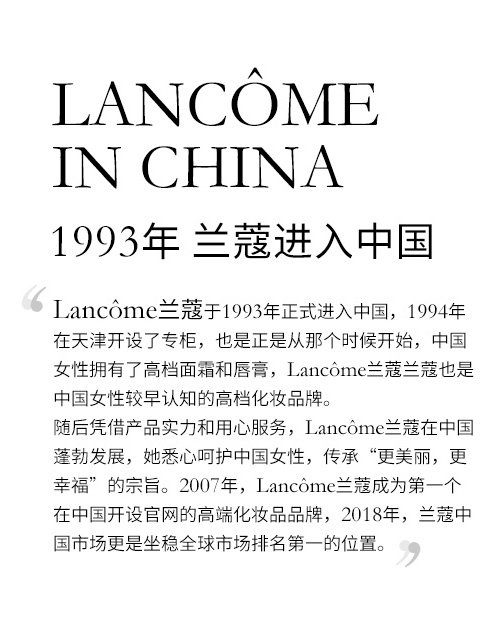 LANCÔME
IN CHINA
1993年 兰蔻进入中国
“
Lancôme兰蔻于1993年正式进入中国，1994年
在天津开设了专柜，也是正是从那个时候开始，中国
女性拥有了高档面霜和唇膏，Lancôme兰蔻兰蔻也是
中国女性较早认知的高档化妆品牌。
随后凭借产品实力和用心服务，Lancôme兰蔻在中国
蓬勃发展，她悉心呵护中国女性，传承“更美丽，更
幸福”的宗旨。2007年，Lancôme兰蔻成为第一个
在中国开设官网的高端化妆品品牌，2018年，兰蔻中
国市场更是坐稳全球市场排名第一的位置。 ”